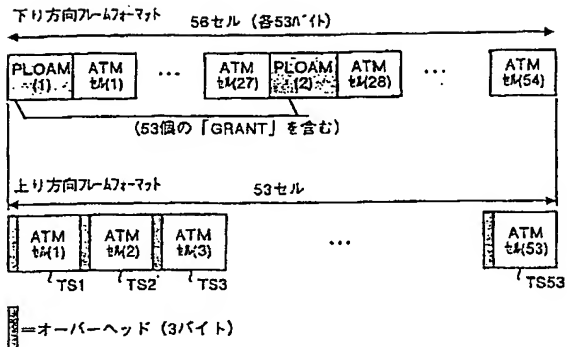 下り方向フレームフォーマット
56セル (各53バイト)
PLOAM (1) ATM セル(1) … ATM セル(27) PLOAM (2) ATM セル(28) … ATM セル(54)
(53個の「GRANT」を含む)
上り方向フレームフォーマット
53セル
ATM セル(1) ATM セル(2) ATM セル(3) … ATM セル(53)
TS1 TS2 TS3 TS53
=オーバーヘッド (3バイト)